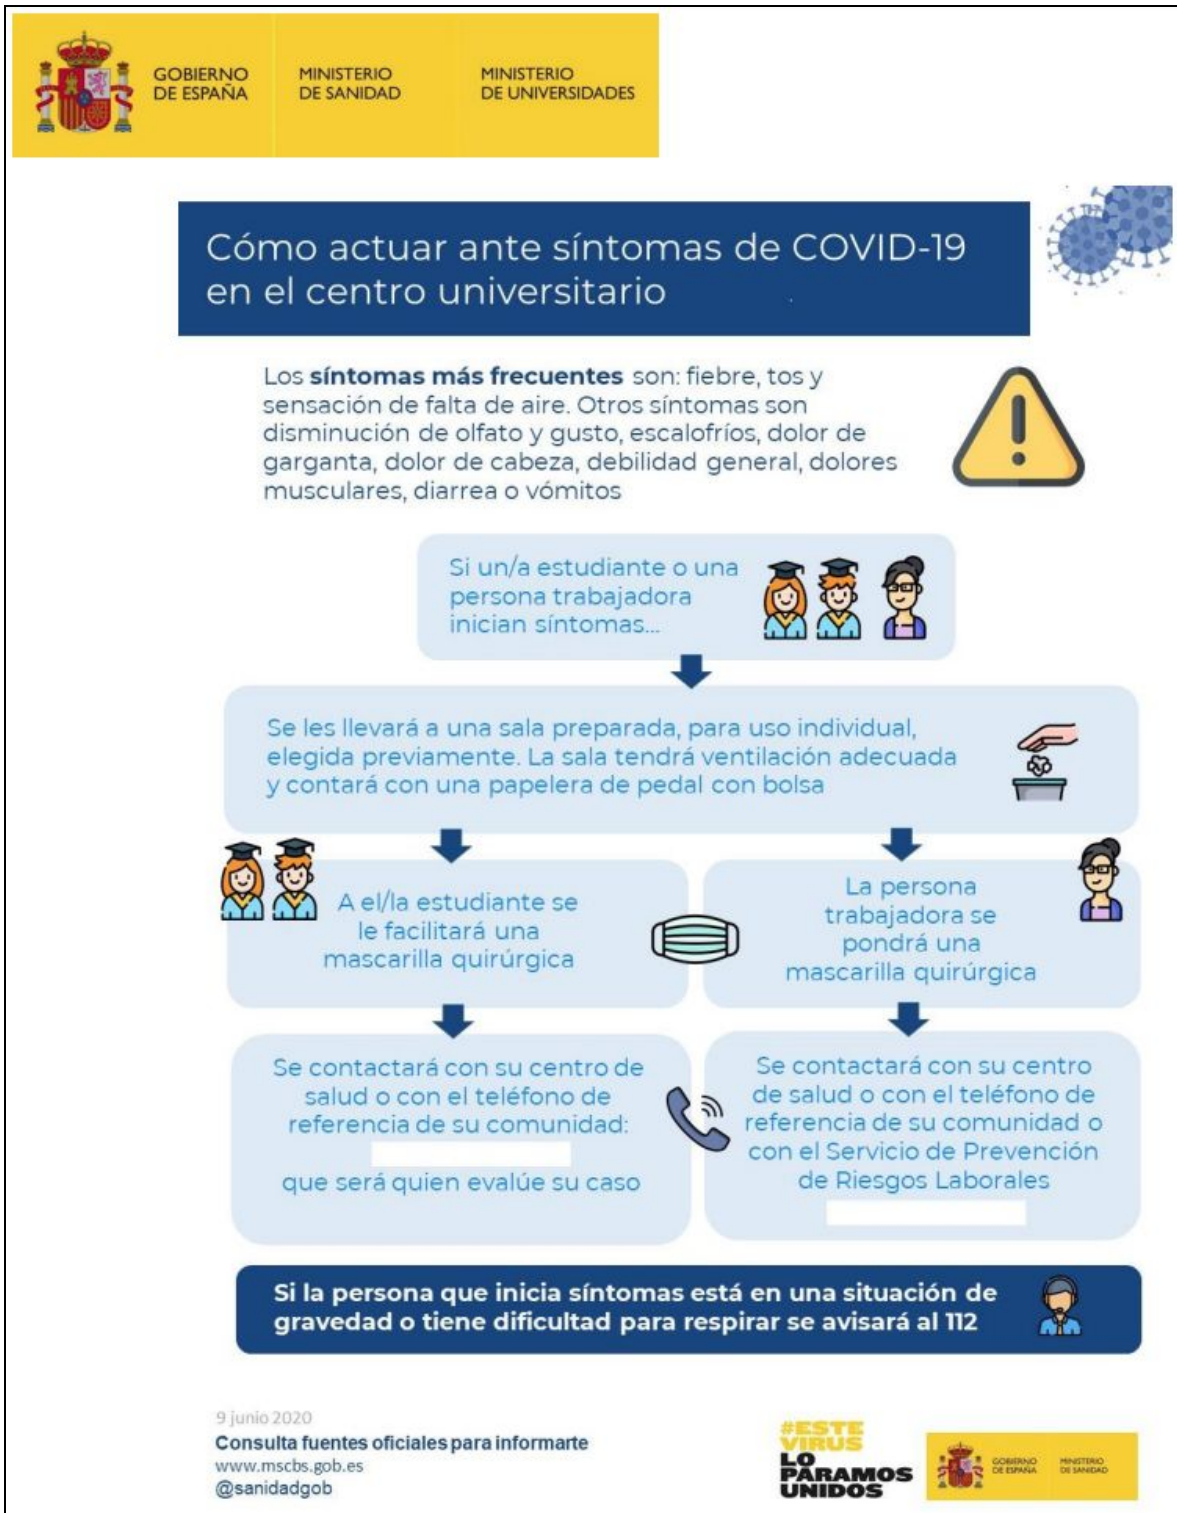 GOBIERNO
DE ESPAÑA
MINISTERIO
DE SANIDAD
MINISTERIO
DE UNIVERSIDADES
Cómo actuar ante síntomas de COVID-19
en el centro universitario
Los síntomas más frecuentes son: fiebre, tos y
sensación de falta de aire. Otros síntomas son
disminución de olfato y gusto, escalofríos, dolor de
garganta, dolor de cabeza, debilidad general, dolores
musculares, diarrea o vómitos
Si un/a estudiante o una
persona trabajadora
inician síntomas...
Se les llevará a una sala preparada, para uso individual,
elegida previamente. La sala tendrá ventilación adecuada
y contará con una papelera de pedal con bolsa
A el/la estudiante se
le facilitará una
mascarilla quirúrgica
La persona
trabajadora se
pondrá una
mascarilla quirúrgica
Se contactará con su centro de
salud o con el teléfono de
referencia de su comunidad:
que será quien evalúe su caso
Se contactará con su centro
de salud o con el teléfono de
referencia de su comunidad o
con el Servicio de Prevención
de Riesgos Laborales
Si la persona que inicia síntomas está en una situación de
gravedad o tiene dificultad para respirar se avisará al 112
9 junio 2020
Consulta fuentes oficiales para informarte
www.mscbs.gob.es
@sanidadgob
#ESTE
VIRUS
LO
PARAMOS
UNIDOS
GOBIERNO
DE ESPAÑA
MINISTERIO
DE SANIDAD